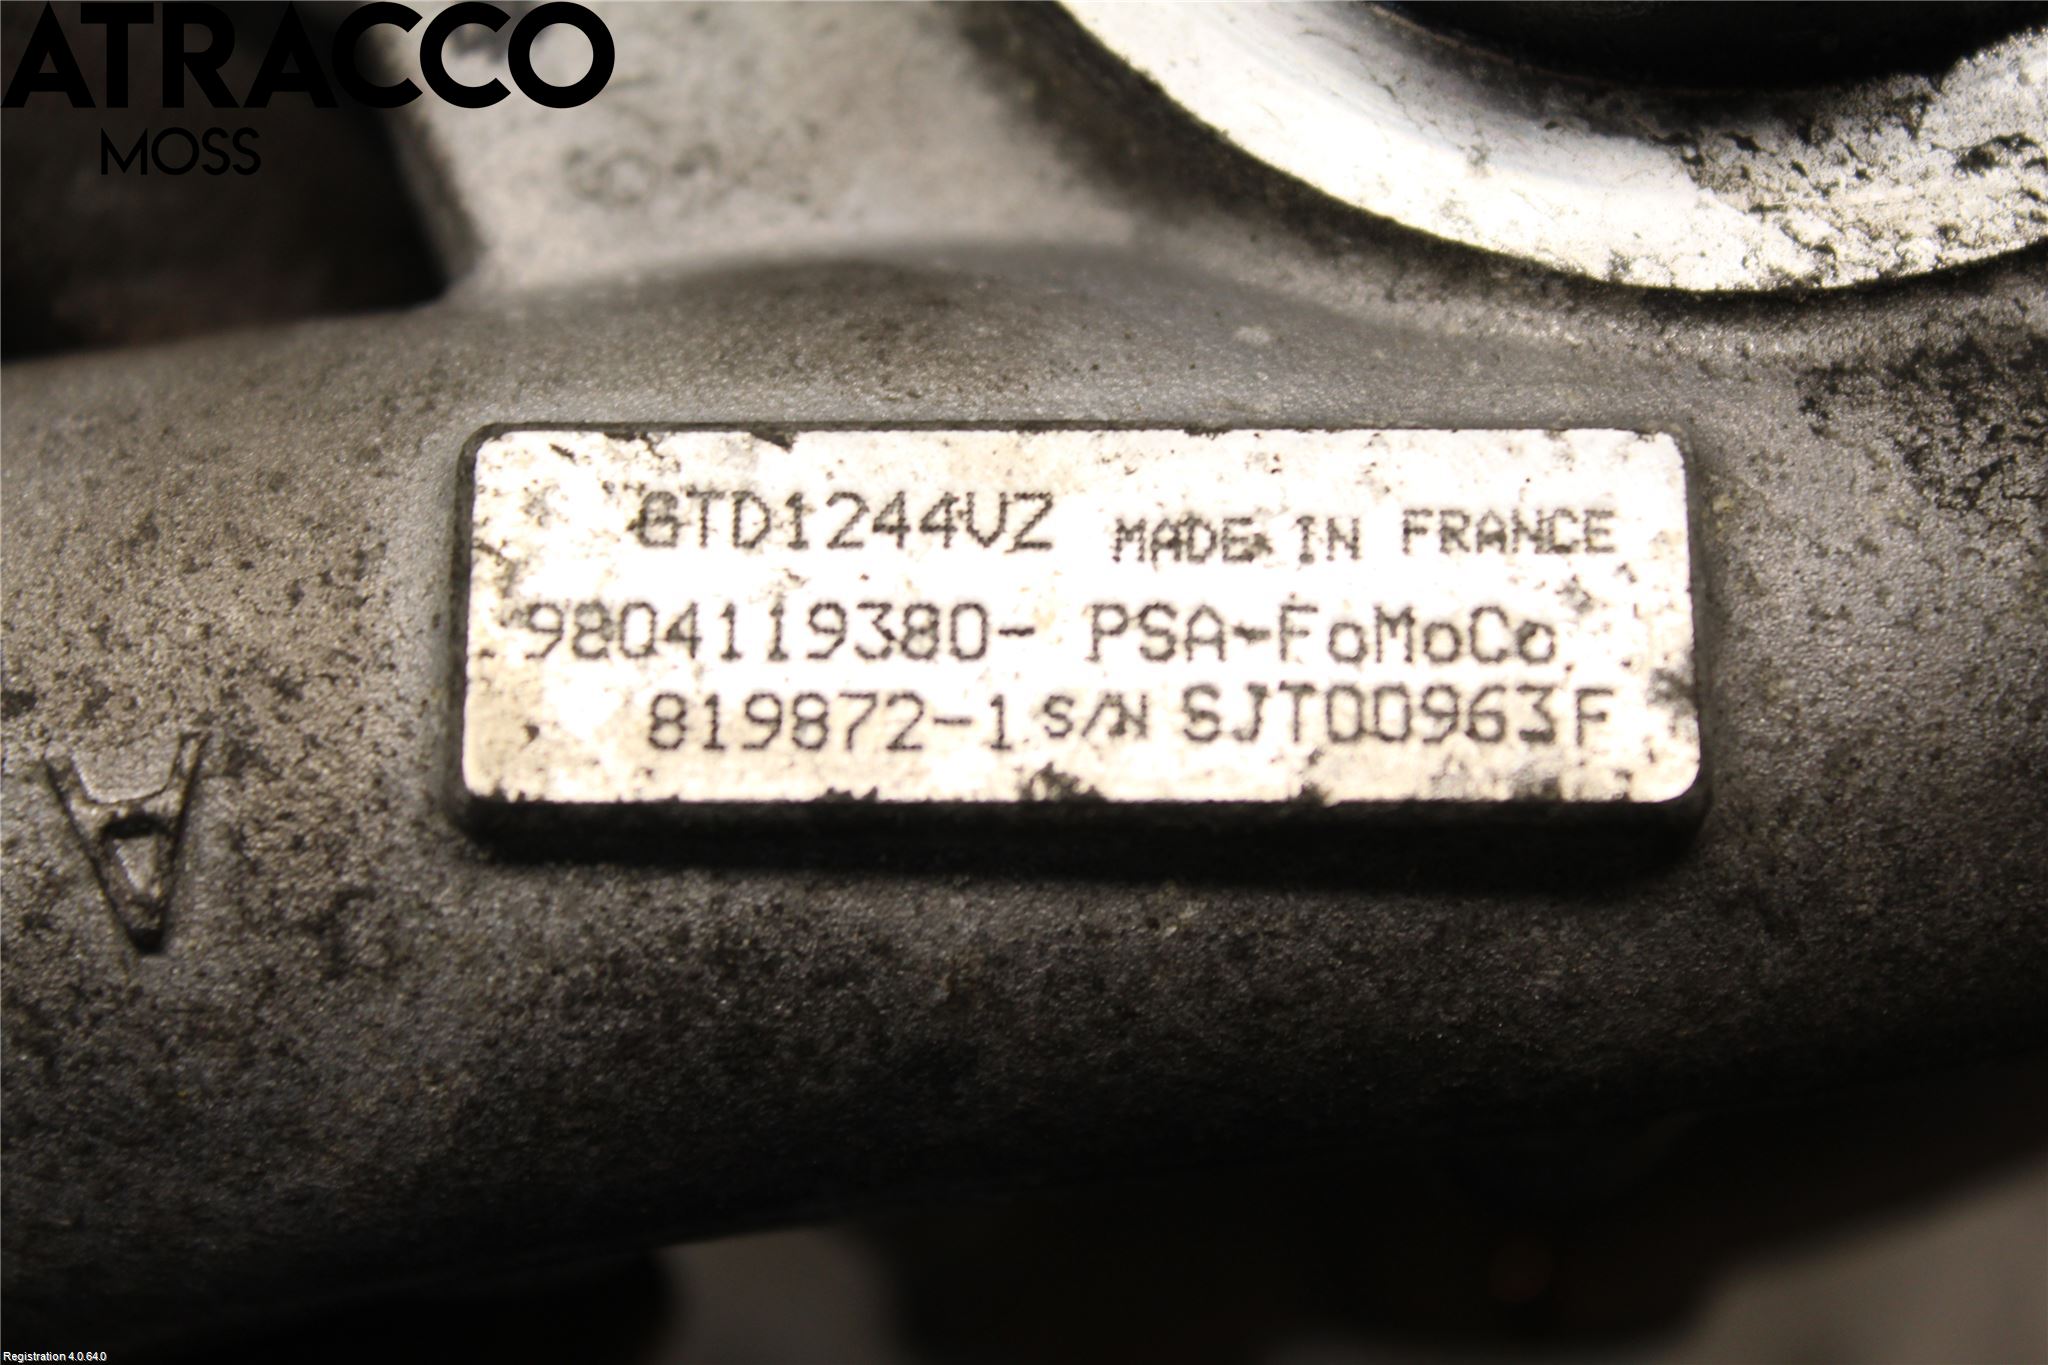 ATRACCO
MOSS
GTD1244VZ MADE IN FRANCE
9804119380- PSA-FoMoCo
819872-1 S/N SJT00963F
A
Registration 4.0.64.0